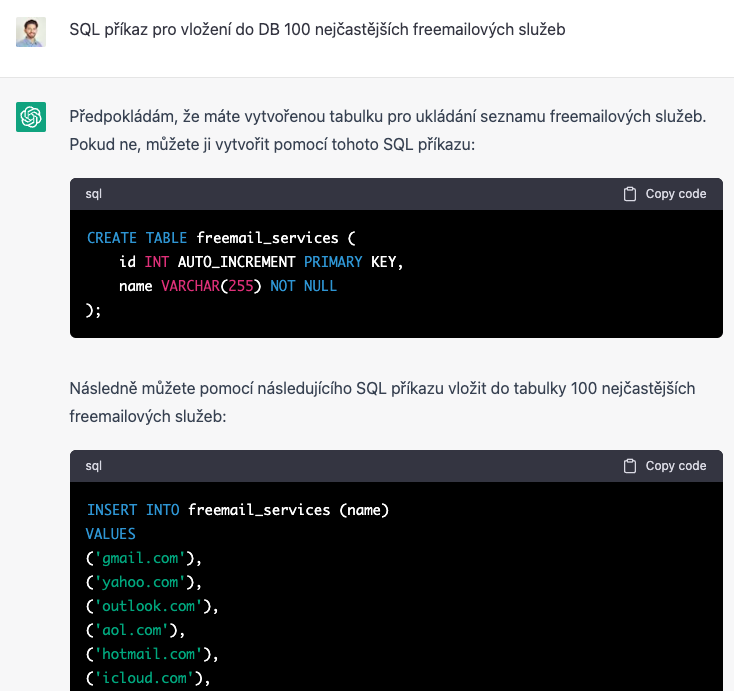 SQL příkaz pro vložení do DB 100 nejčastějších freemailových služeb
Předpokládám, že máte vytvořenou tabulku pro ukládání seznamu freemailových služeb.
Pokud ne, můžete ji vytvořit pomocí tohoto SQL příkazu:
sql Copy code
CREATE TABLE freemail_services (
    id INT AUTO_INCREMENT PRIMARY KEY,
    name VARCHAR(255) NOT NULL
);
Následně můžete pomocí následujícího SQL příkazu vložit do tabulky 100 nejčastějších
freemailových služeb:
sql Copy code
INSERT INTO freemail_services (name)
VALUES
('gmail.com'),
('yahoo.com'),
('outlook.com'),
('aol.com'),
('hotmail.com'),
('icloud.com'),